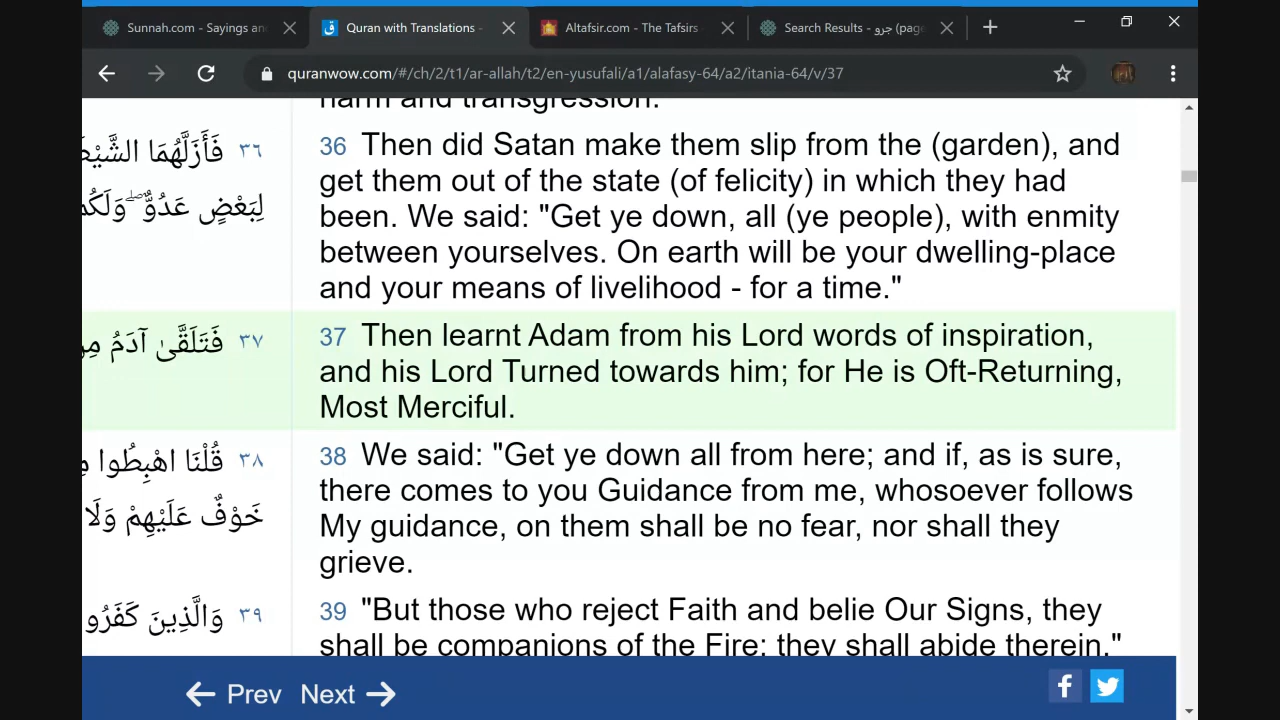 Sunnah.com - Sayings an
Quran with Translations -
Altafsir.com - The Tafsirs
Search Results - جرو (page
quranwow.com/#/ch/2/t1/ar-allah/t2/en-yusufali/a1/alafasy-64/a2/itania-64/v/37
harm and transgression.
٣٦ فَأَزَلَّهُمَا الشَّيْطَ
لِبَعْضٍ عَدُوٌّ ۖ وَلَكُم
36 Then did Satan make them slip from the (garden), and
get them out of the state (of felicity) in which they had
been. We said: "Get ye down, all (ye people), with enmity
between yourselves. On earth will be your dwelling-place
and your means of livelihood - for a time."
٣٧ فَتَلَقَّىٰ آدَمُ مِن
37 Then learnt Adam from his Lord words of inspiration,
and his Lord Turned towards him; for He is Oft-Returning,
Most Merciful.
٣٨ قُلْنَا اهْبِطُوا مِ
خَوْفٌ عَلَيْهِمْ وَلَا
38 We said: "Get ye down all from here; and if, as is sure,
there comes to you Guidance from me, whosoever follows
My guidance, on them shall be no fear, nor shall they
grieve.
٣٩ وَالَّذِينَ كَفَرُو
39 "But those who reject Faith and belie Our Signs, they
shall be companions of the Fire; they shall abide therein."
Prev Next